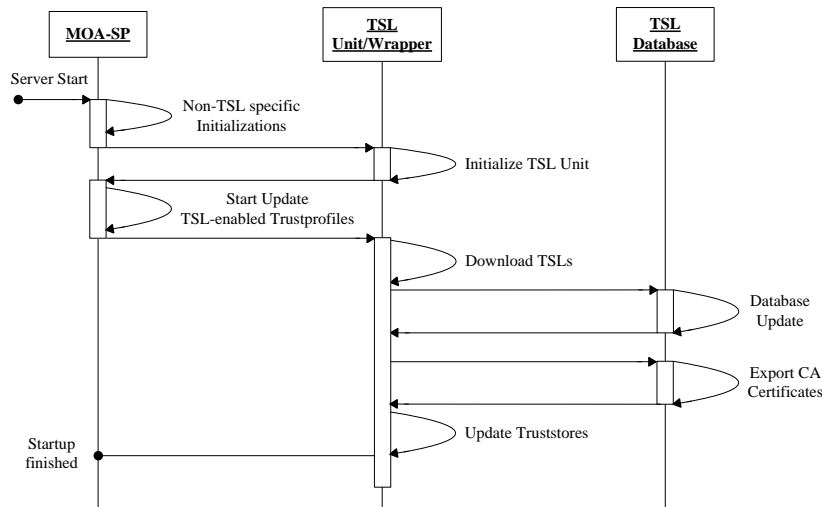 MOA-SP
TSL
Unit/Wrapper
TSL
Database
Server Start
Non-TSL specific
Initializations
Initialize TSL Unit
Start Update
TSL-enabled Trustprofiles
Download TSLs
Database
Update
Export CA
Certificates
Update Truststores
Startup
finished